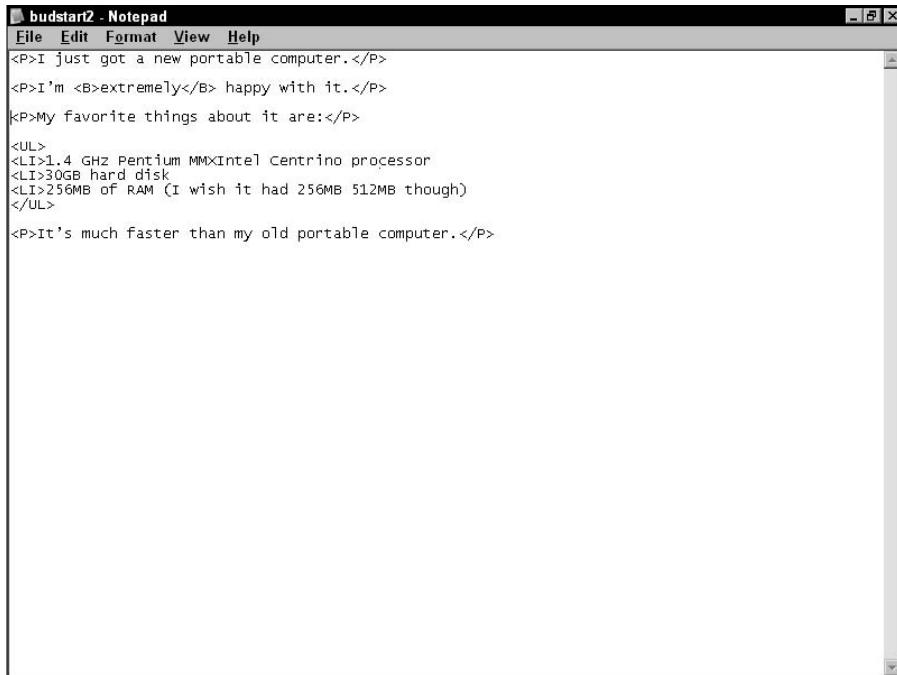 budstart2 - Notepad
File Edit Format View Help
<P>I just got a new portable computer.</P>
<P>I'm <B>extremely</B> happy with it.</P>
<P>My favorite things about it are:</P>
<UL>
<LI>1.4 GHz Pentium MMXIntel Centrino processor
<LI>30GB hard disk
<LI>256MB of RAM (I wish it had 256MB 512MB though)
</UL>
<P>It's much faster than my old portable computer.</P>